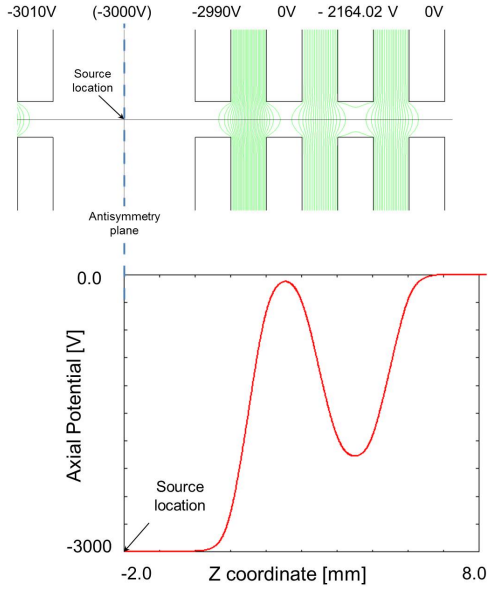 -3010V (-3000V) -2990V 0V - 2164.02 V 0V
Source
location
Antisymmetry
plane
0.0
Axial Potential [V]
Source
location
-3000
-2.0 Z coordinate [mm] 8.0